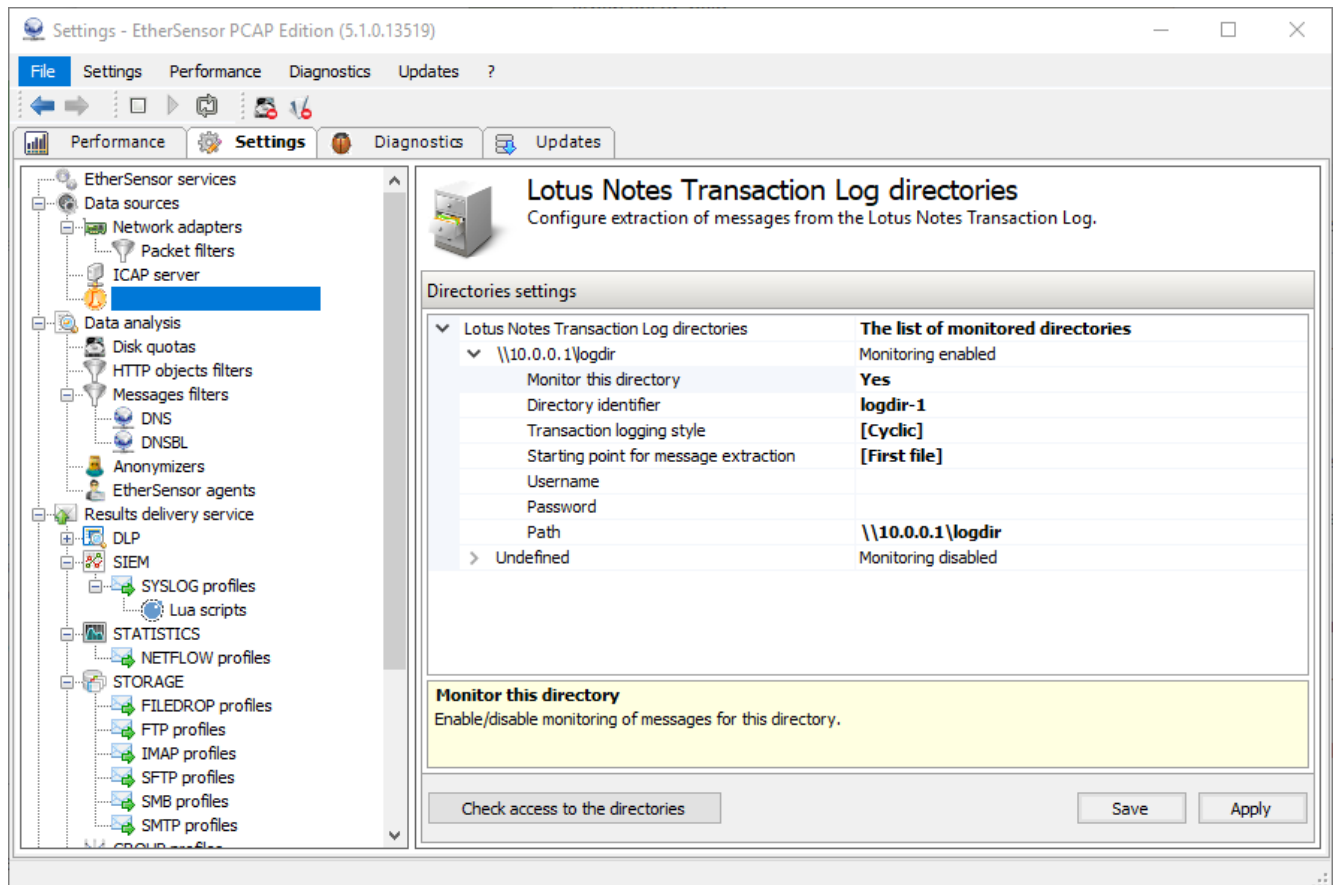 Settings - EtherSensor PCAP Edition (5.1.0.13519)
File Settings Performance Diagnostics Updates ?
Performance Settings Diagnostics Updates
EtherSensor services
Data sources
Network adapters
Packet filters
ICAP server
Data analysis
Disk quotas
HTTP objects filters
Messages filters
DNS
DNSBL
Anonymizers
EtherSensor agents
Results delivery service
DLP
SIEM
SYSLOG profiles
Lua scripts
STATISTICS
NETFLOW profiles
STORAGE
FILEDROP profiles
FTP profiles
IMAP profiles
SFTP profiles
SMB profiles
SMTP profiles
Lotus Notes Transaction Log directories
Configure extraction of messages from the Lotus Notes Transaction Log.
Directories settings
Lotus Notes Transaction Log directories The list of monitored directories
\\10.0.0.1\logdir Monitoring enabled
Monitor this directory Yes
Directory identifier logdir-1
Transaction logging style [Cyclic]
Starting point for message extraction [First file]
Username
Password
Path \\10.0.0.1\logdir
Undefined Monitoring disabled
Monitor this directory
Enable/disable monitoring of messages for this directory.
Check access to the directories Save Apply